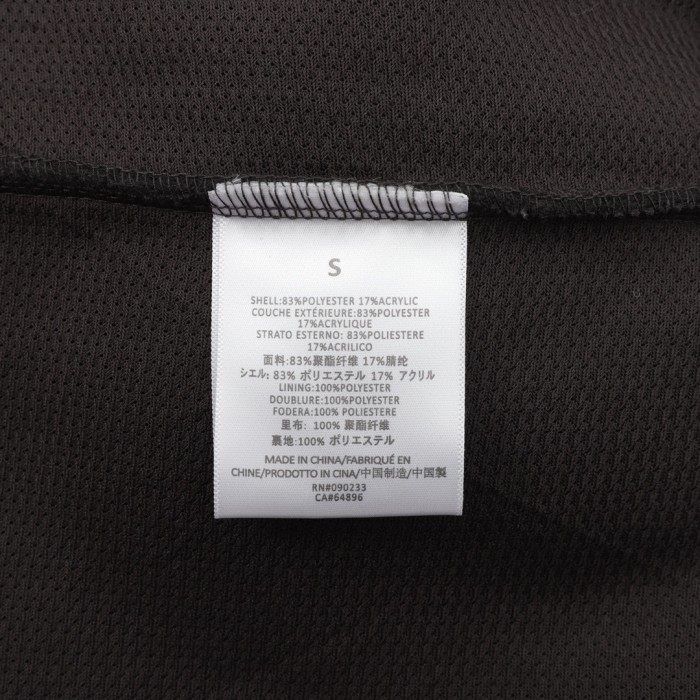 S
SHELL:83%POLYESTER 17%ACRYLIC
COUCHE EXTÉRIEURE:83%POLYESTER
17%ACRYLIQUE
STRATO ESTERNO: 83%POLIESTERE
17%ACRILICO
面料:83%聚酯纤维 17%腈纶
シエル: 83% ポリエステル 17% アクリル
LINING:100%POLYESTER
DOUBLURE:100%POLYESTER
FODERA:100% POLIESTERE
里布: 100% 聚酯纤维
裏地:100% ポリエステル
MADE IN CHINA/FABRIQUÉ EN
CHINE/PRODOTTO IN CINA/中国制造/中国製
RN#090233
CA#64896